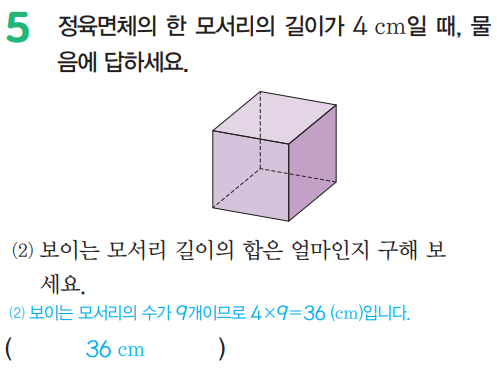 5 정육면체의 한 모서리의 길이가 4 cm일 때, 물
음에 답하세요.
(2) 보이는 모서리 길이의 합은 얼마인지 구해 보
세요.
(2) 보이는 모서리의 수가 9개이므로 4×9=36 (cm)입니다.
( 36 cm )